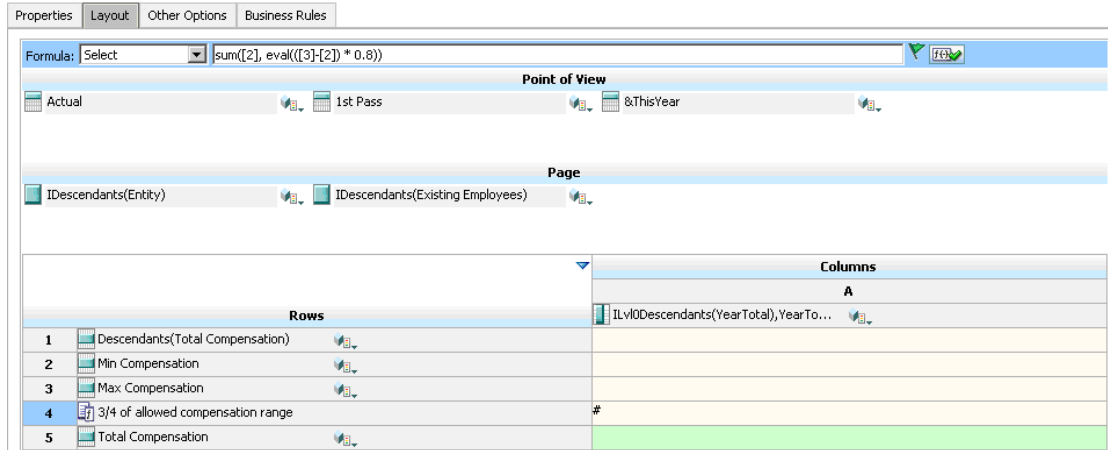 Properties Layout Other Options Business Rules
Formula: Select sum([2], eval(([3]-[2]) * 0.8))
Point of View
Actual 1st Pass &ThisYear
Page
IDescendants(Entity) IDescendants(Existing Employees)
Columns
A
Rows ILvl0Descendants(YearTotal),YearTo...
1 Descendants(Total Compensation)
2 Min Compensation
3 Max Compensation
4 3/4 of allowed compensation range #
5 Total Compensation